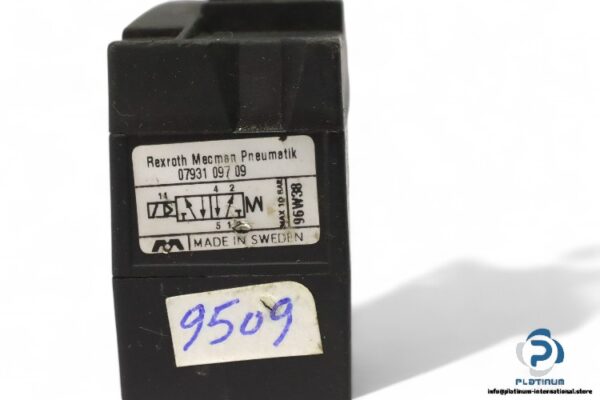 Rexroth Mecman Pneumatik
07931 097 09
14
4 2
5 1
MAX 10 BAR
96W38
MADE IN SWEDEN
9509
PLATINUM
info@platinum-international.store